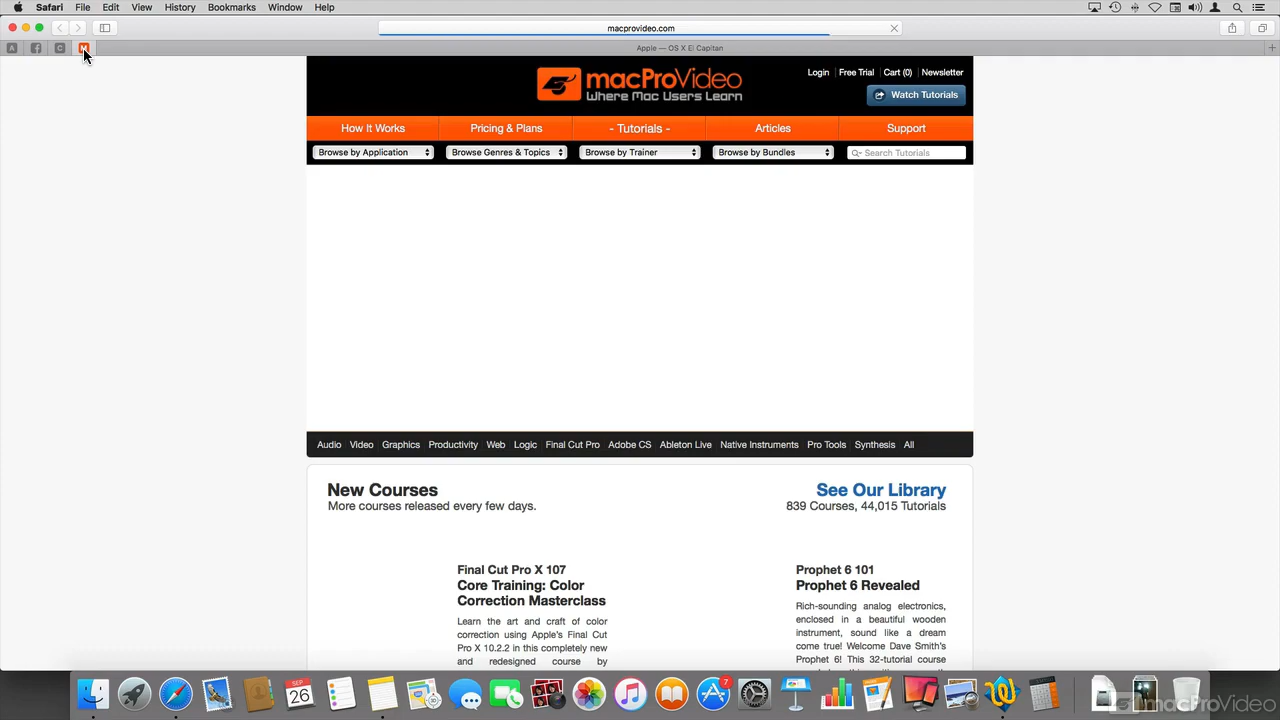 Safari File Edit View History Bookmarks Window Help
macprovideo.com
A f C M Apple — OS X El Capitan
macProVideo
Where Mac Users Learn
Login Free Trial Cart (0) Newsletter
Watch Tutorials
How It Works Pricing & Plans - Tutorials - Articles Support
Browse by Application Browse Genres & Topics Browse by Trainer Browse by Bundles Search Tutorials
Audio Video Graphics Productivity Web Logic Final Cut Pro Adobe CS Ableton Live Native Instruments Pro Tools Synthesis All
New Courses
More courses released every few days.
See Our Library
839 Courses, 44,015 Tutorials
Final Cut Pro X 107
Core Training: Color
Correction Masterclass
Learn the art and craft of color
correction using Apple's Final Cut
Pro X 10.2.2 in this completely new
and redesigned course by
Prophet 6 101
Prophet 6 Revealed
Rich-sounding analog electronics,
enclosed in a beautiful wooden
instrument, sound like a dream
come true! Welcome Dave Smith's
Prophet 6! This 32-tutorial course
SEP
26
7
macProVideo